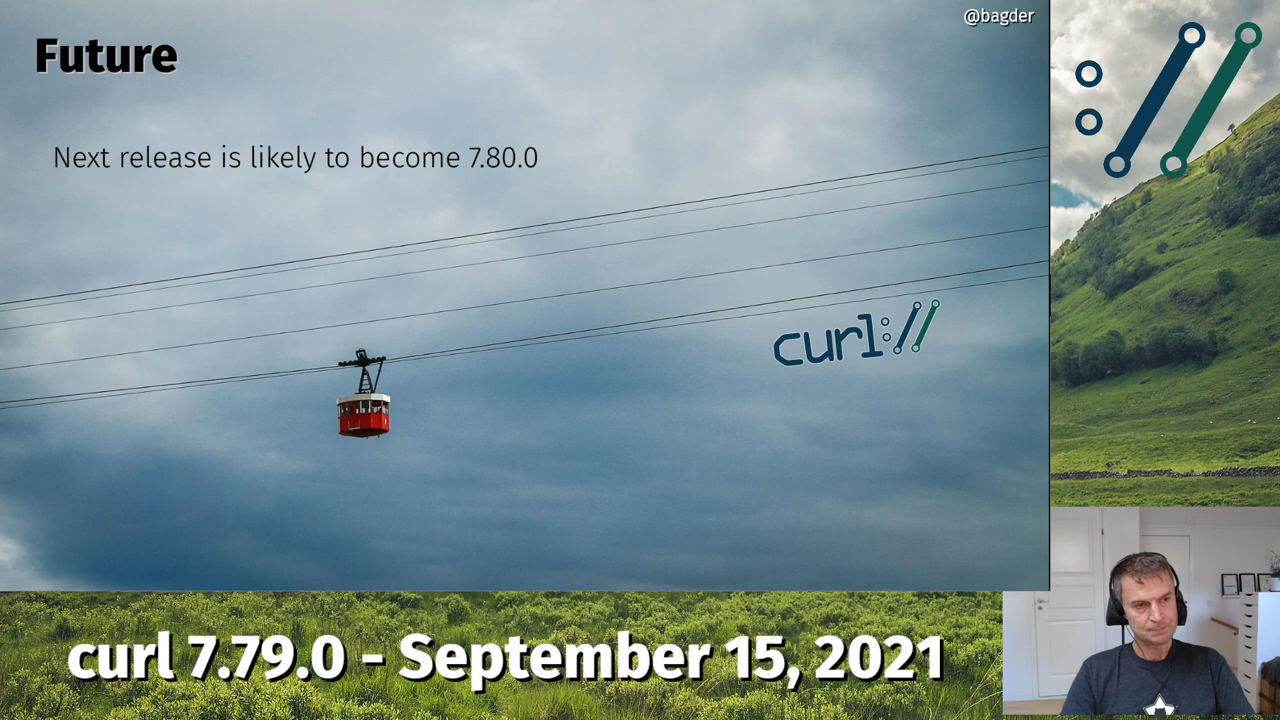 @bagder
Future
Next release is likely to become 7.80.0
curl://
curl 7.79.0 - September 15, 2021